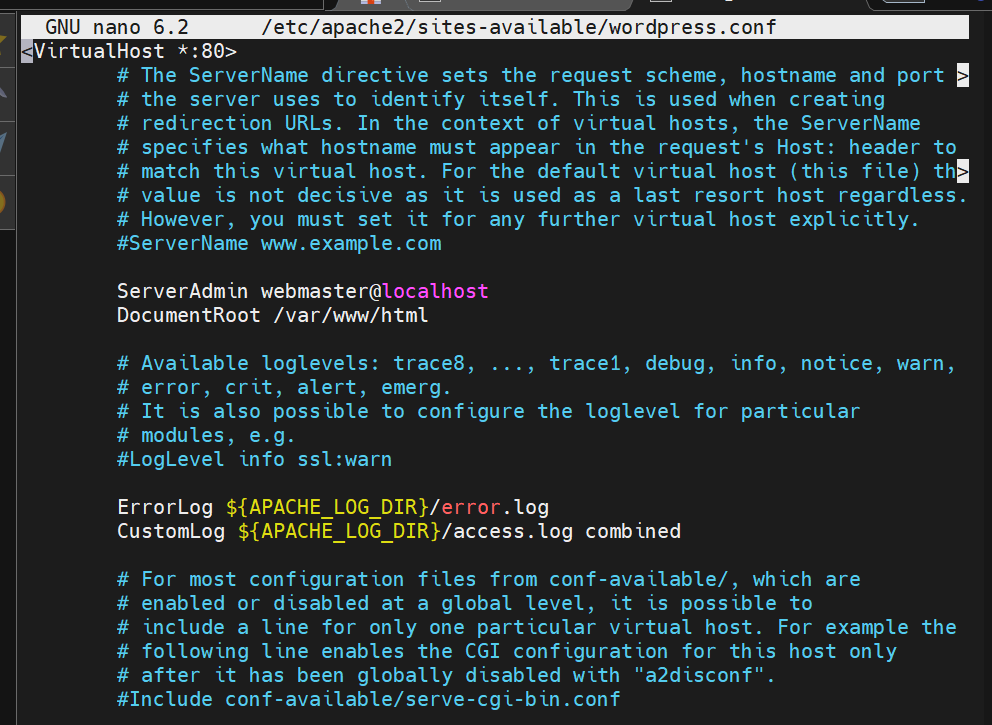 GNU nano 6.2 /etc/apache2/sites-available/wordpress.conf
<VirtualHost *:80>
# The ServerName directive sets the request scheme, hostname and port >
# the server uses to identify itself. This is used when creating
# redirection URLs. In the context of virtual hosts, the ServerName
# specifies what hostname must appear in the request's Host: header to
# match this virtual host. For the default virtual host (this file) th>
# value is not decisive as it is used as a last resort host regardless.
# However, you must set it for any further virtual host explicitly.
#ServerName www.example.com
ServerAdmin webmaster@localhost
DocumentRoot /var/www/html
# Available loglevels: trace8, ..., trace1, debug, info, notice, warn,
# error, crit, alert, emerg.
# It is also possible to configure the loglevel for particular
# modules, e.g.
#LogLevel info ssl:warn
ErrorLog ${APACHE_LOG_DIR}/error.log
CustomLog ${APACHE_LOG_DIR}/access.log combined
# For most configuration files from conf-available/, which are
# enabled or disabled at a global level, it is possible to
# include a line for only one particular virtual host. For example the
# following line enables the CGI configuration for this host only
# after it has been globally disabled with "a2disconf".
#Include conf-available/serve-cgi-bin.conf